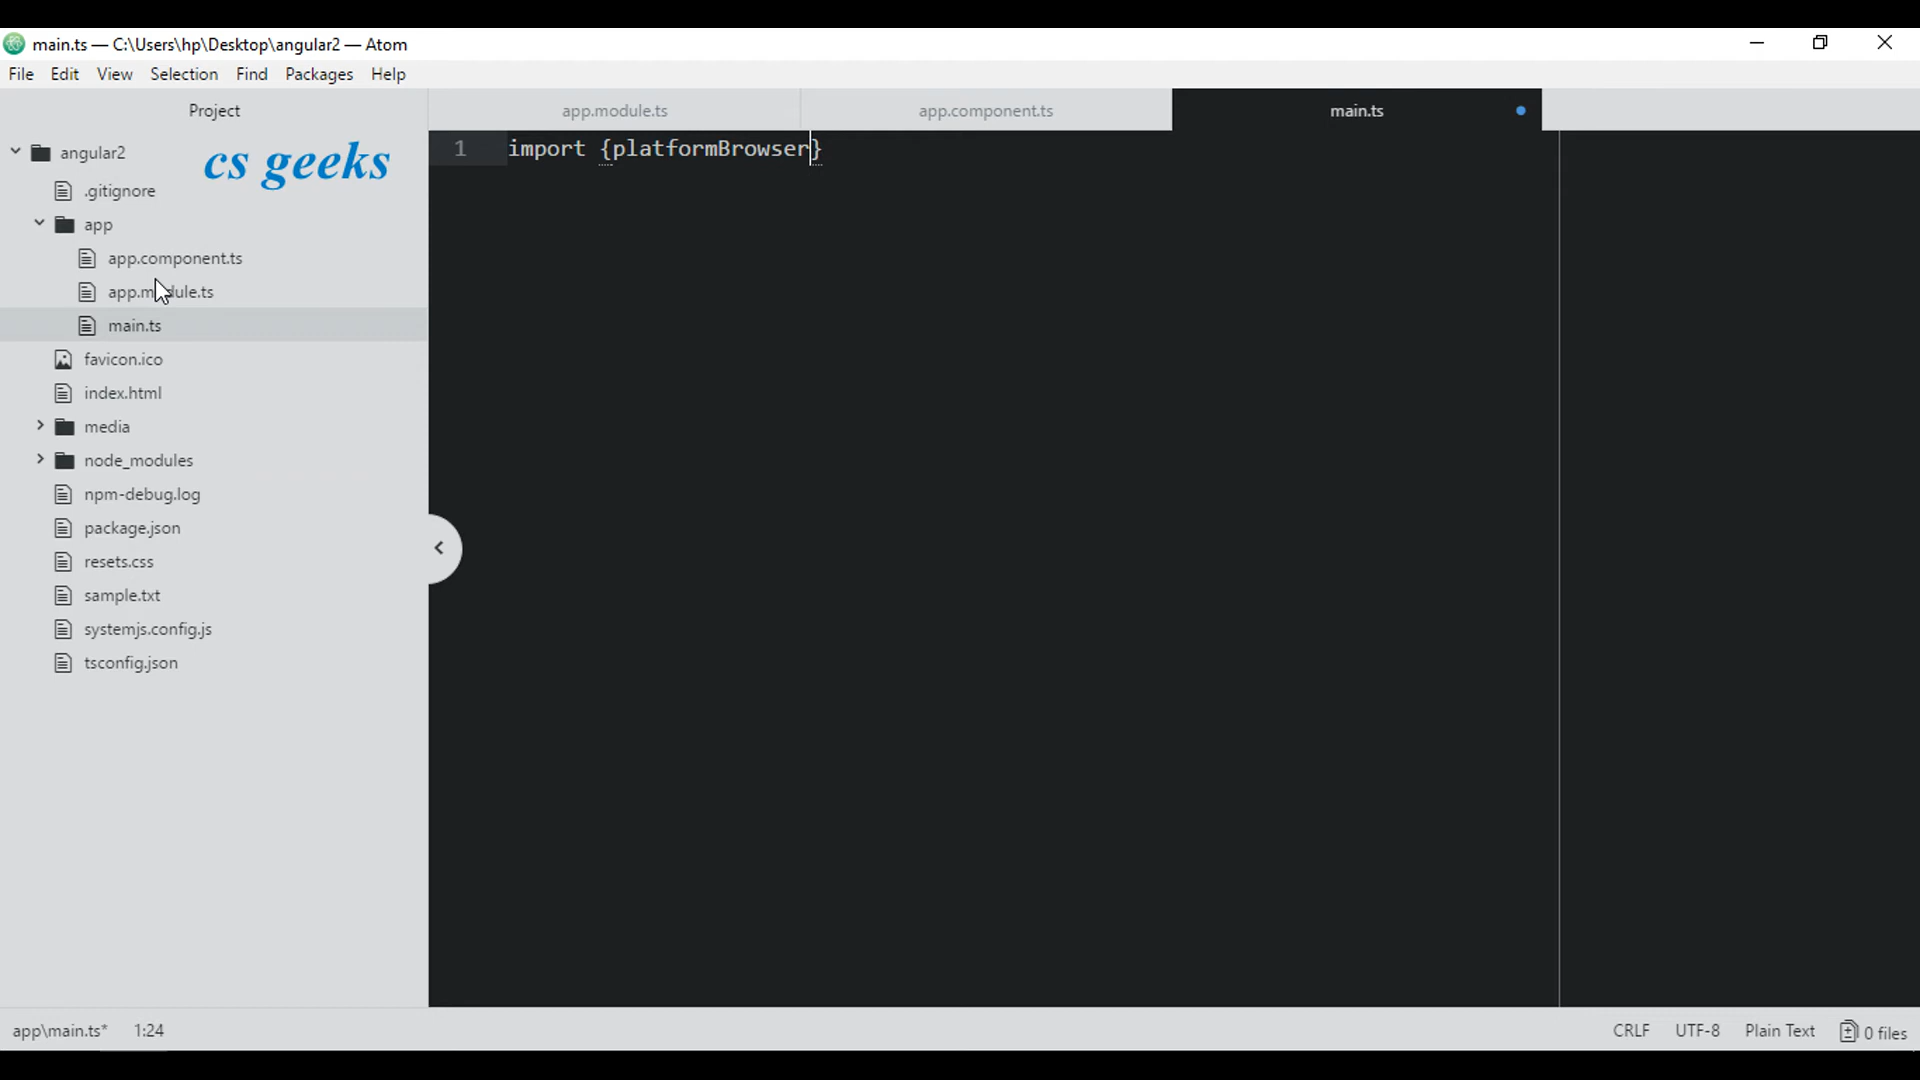 main.ts — C:\Users\hp\Desktop\angular2 — Atom
File Edit View Selection Find Packages Help
Project
app.module.ts
app.component.ts
main.ts
angular2
cs geeks
.gitignore
app
app.component.ts
app.module.ts
main.ts
favicon.ico
index.html
media
node_modules
npm-debug.log
package.json
resets.css
sample.txt
systemjs.config.js
tsconfig.json
1 import {platformBrowser}
app\main.ts* 1:24
CRLF UTF-8 Plain Text 0 files